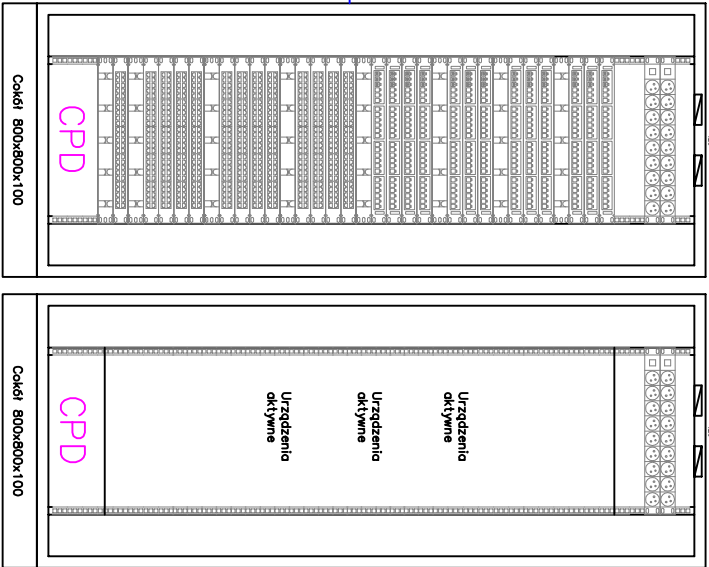 Cokół 800x800x100
CPD
Cokół 800x800x100
CPD
Urządzenia
aktywne
Urządzenia
aktywne
Urządzenia
aktywne